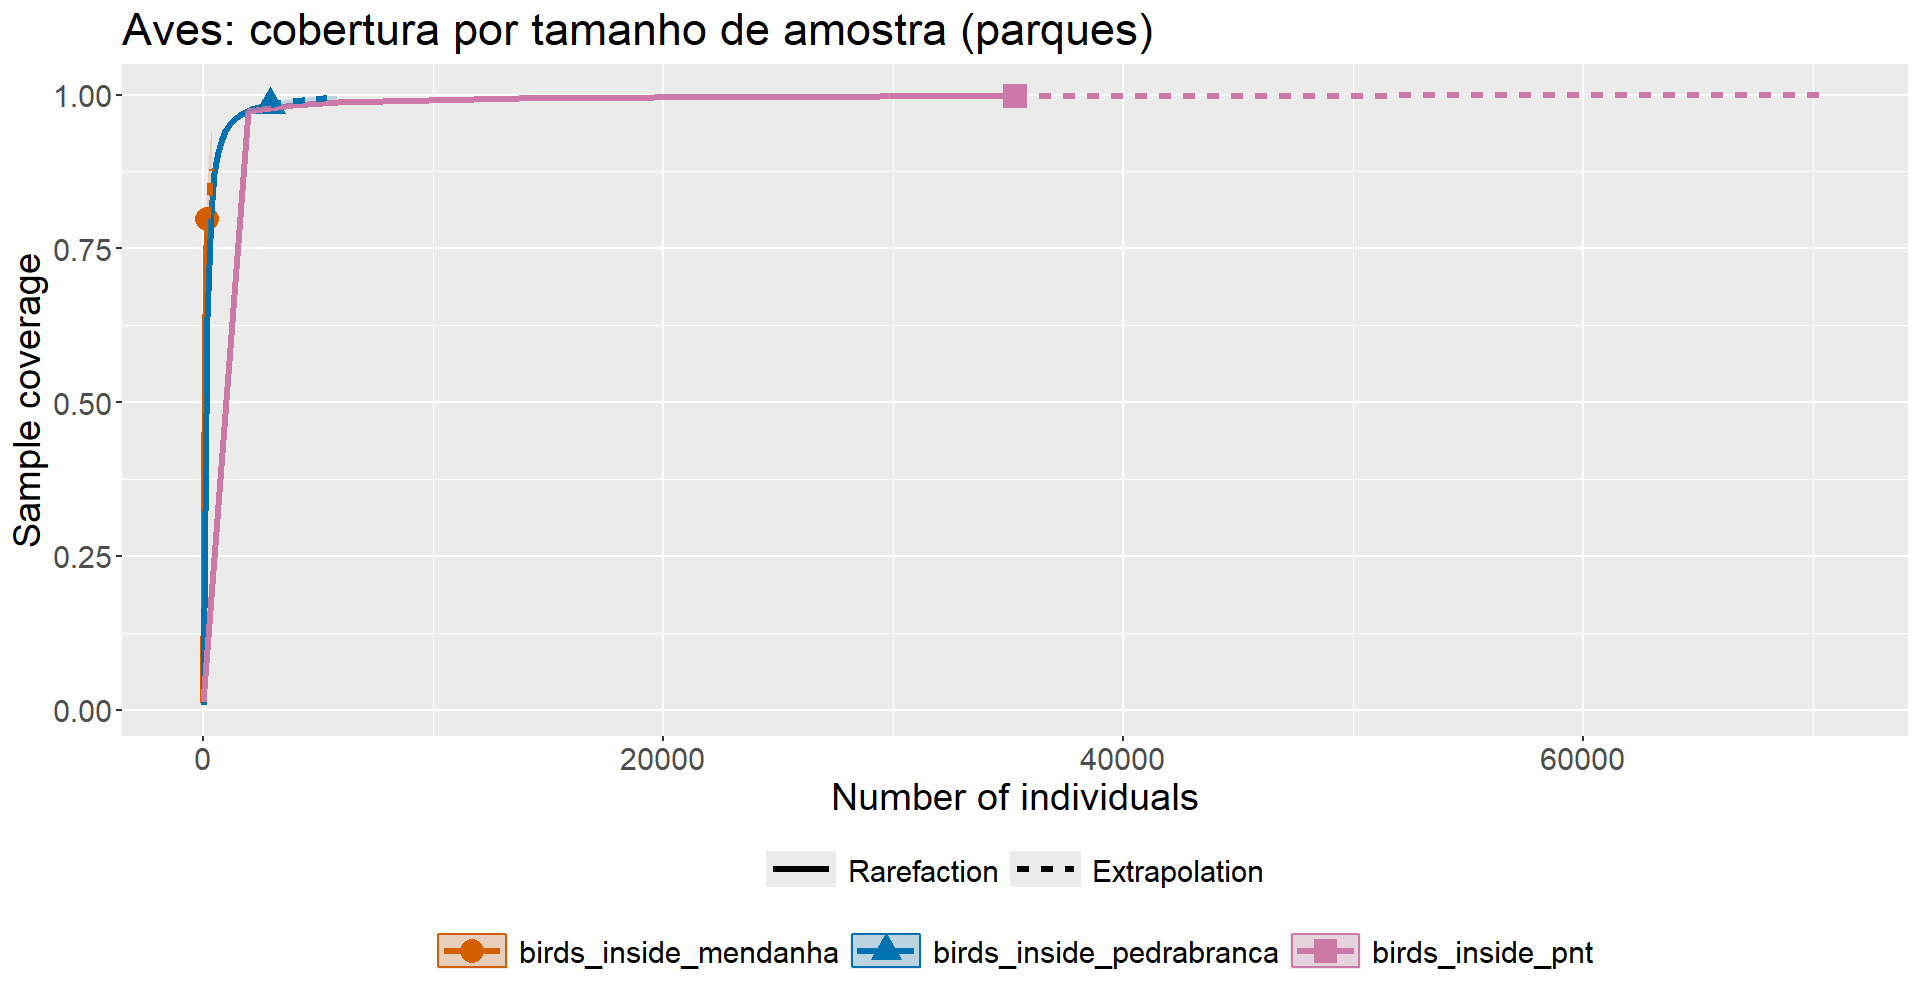 Aves: cobertura por tamanho de amostra (parques)
Sample coverage
1.00
0.75
0.50
0.25
0.00
0 20000 40000 60000
Number of individuals
Rarefaction Extrapolation
birds_inside_mendanha birds_inside_pedrabranca birds_inside_pnt